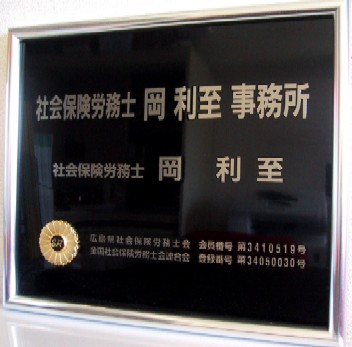 社会保険労務士 岡 利至 事務所
社会保険労務士 岡 利 至
広島県社会保険労務士会 会員番号 第3410519号
全国社会保険労務士会連合会 登録番号 第34050030号
SR